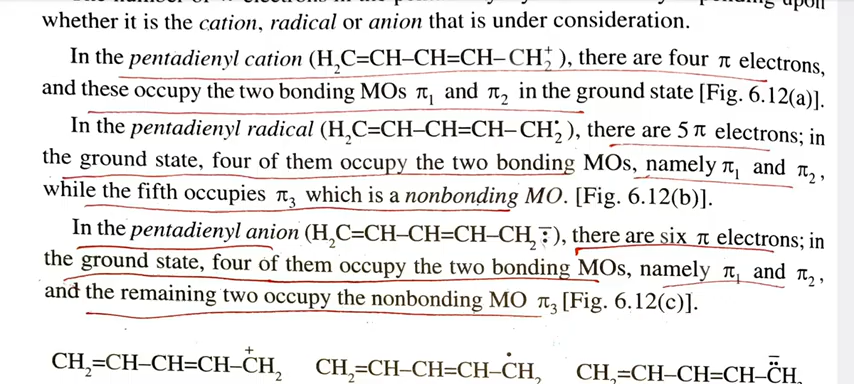 whether it is the cation, radical or anion that is under consideration.
In the pentadienyl cation (H₂C=CH–CH=CH–CH₂⁺), there are four π electrons,
and these occupy the two bonding MOs π₁ and π₂ in the ground state [Fig. 6.12(a)].
In the pentadienyl radical (H₂C=CH–CH=CH–CH₂•), there are 5 π electrons; in
the ground state, four of them occupy the two bonding MOs, namely π₁ and π₂,
while the fifth occupies π₃ which is a nonbonding MO. [Fig. 6.12(b)].
In the pentadienyl anion (H₂C=CH–CH=CH–CH₂⁻:), there are six π electrons; in
the ground state, four of them occupy the two bonding MOs, namely π₁ and π₂,
and the remaining two occupy the nonbonding MO π₃ [Fig. 6.12(c)].
CH₂=CH–CH=CH–C⁺H₂ CH₂=CH–CH=CH–ĊH₂ CH₂=CH–CH=CH–C̈⁻H₂